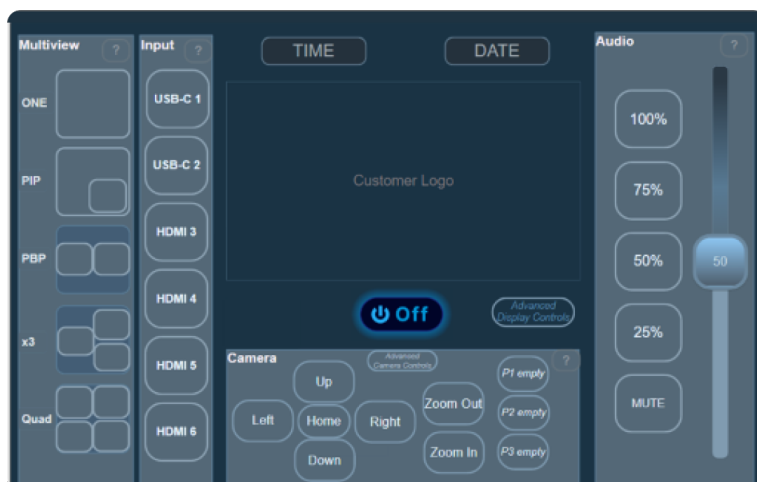 Multiview
?
ONE
PIP
PBP
x3
Quad
Input
?
USB-C 1
USB-C 2
HDMI 3
HDMI 4
HDMI 5
HDMI 6
TIME
DATE
Customer Logo
Off
Advanced
Display Controls
Camera
Advanced
Camera Controls
?
Up
Left
Home
Right
Down
Zoom Out
Zoom In
P1 empty
P2 empty
P3 empty
Audio
?
100%
75%
50%
25%
MUTE
50